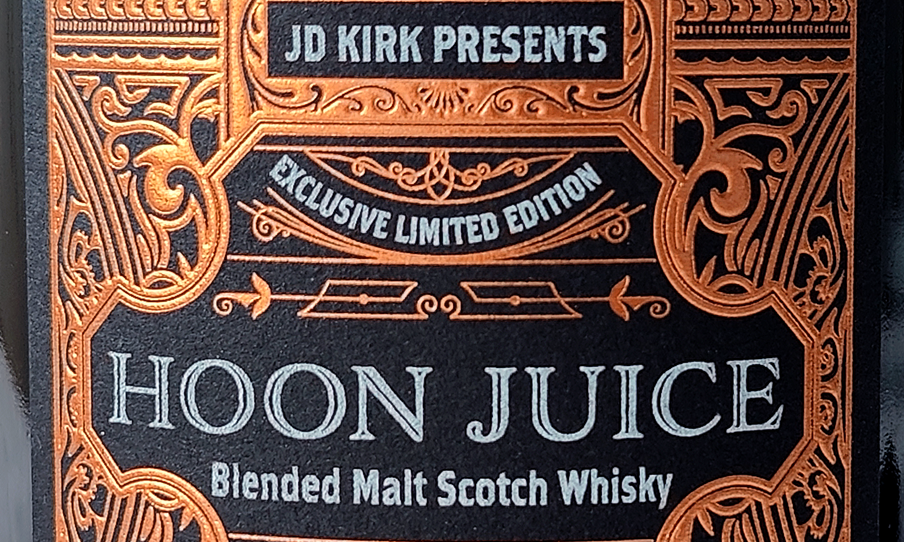 JD KIRK PRESENTS
EXCLUSIVE LIMITED EDITION
HOON JUICE
Blended Malt Scotch Whisky